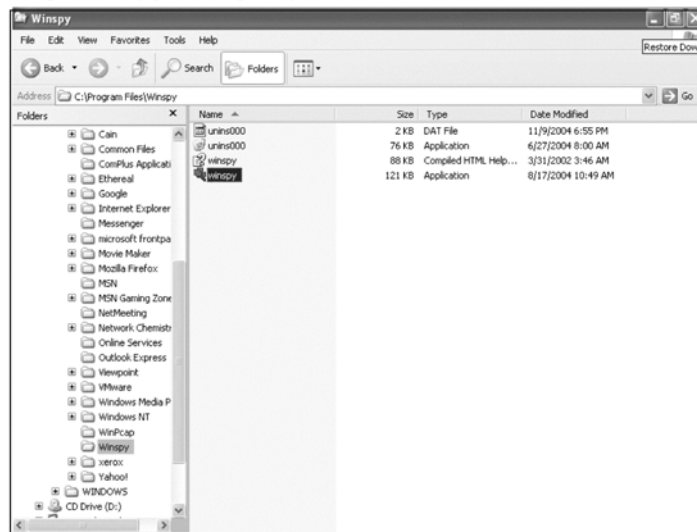 Winspy
File Edit View Favorites Tools Help
Restore Dow
Back Search Folders
Address C:\Program Files\Winspy Go
Folders X
Name Size Type Date Modified
unins000 2 KB DAT File 11/9/2004 6:55 PM
unins000 76 KB Application 6/27/2004 8:00 AM
winspy 88 KB Compiled HTML Help... 3/31/2002 3:46 AM
winspy 121 KB Application 8/17/2004 10:49 AM
Cain
Common Files
ComPlus Applicati
Ethereal
Google
Internet Explorer
Messenger
microsoft frontpa
Movie Maker
Mozilla Firefox
MSN
MSN Gaming Zone
NetMeeting
Network Chemistr
Online Services
Outlook Express
Viewpoint
VMware
Windows Media P
Windows NT
WinPcap
Winspy
xerox
Yahoo!
WINDOWS
CD Drive (D:)